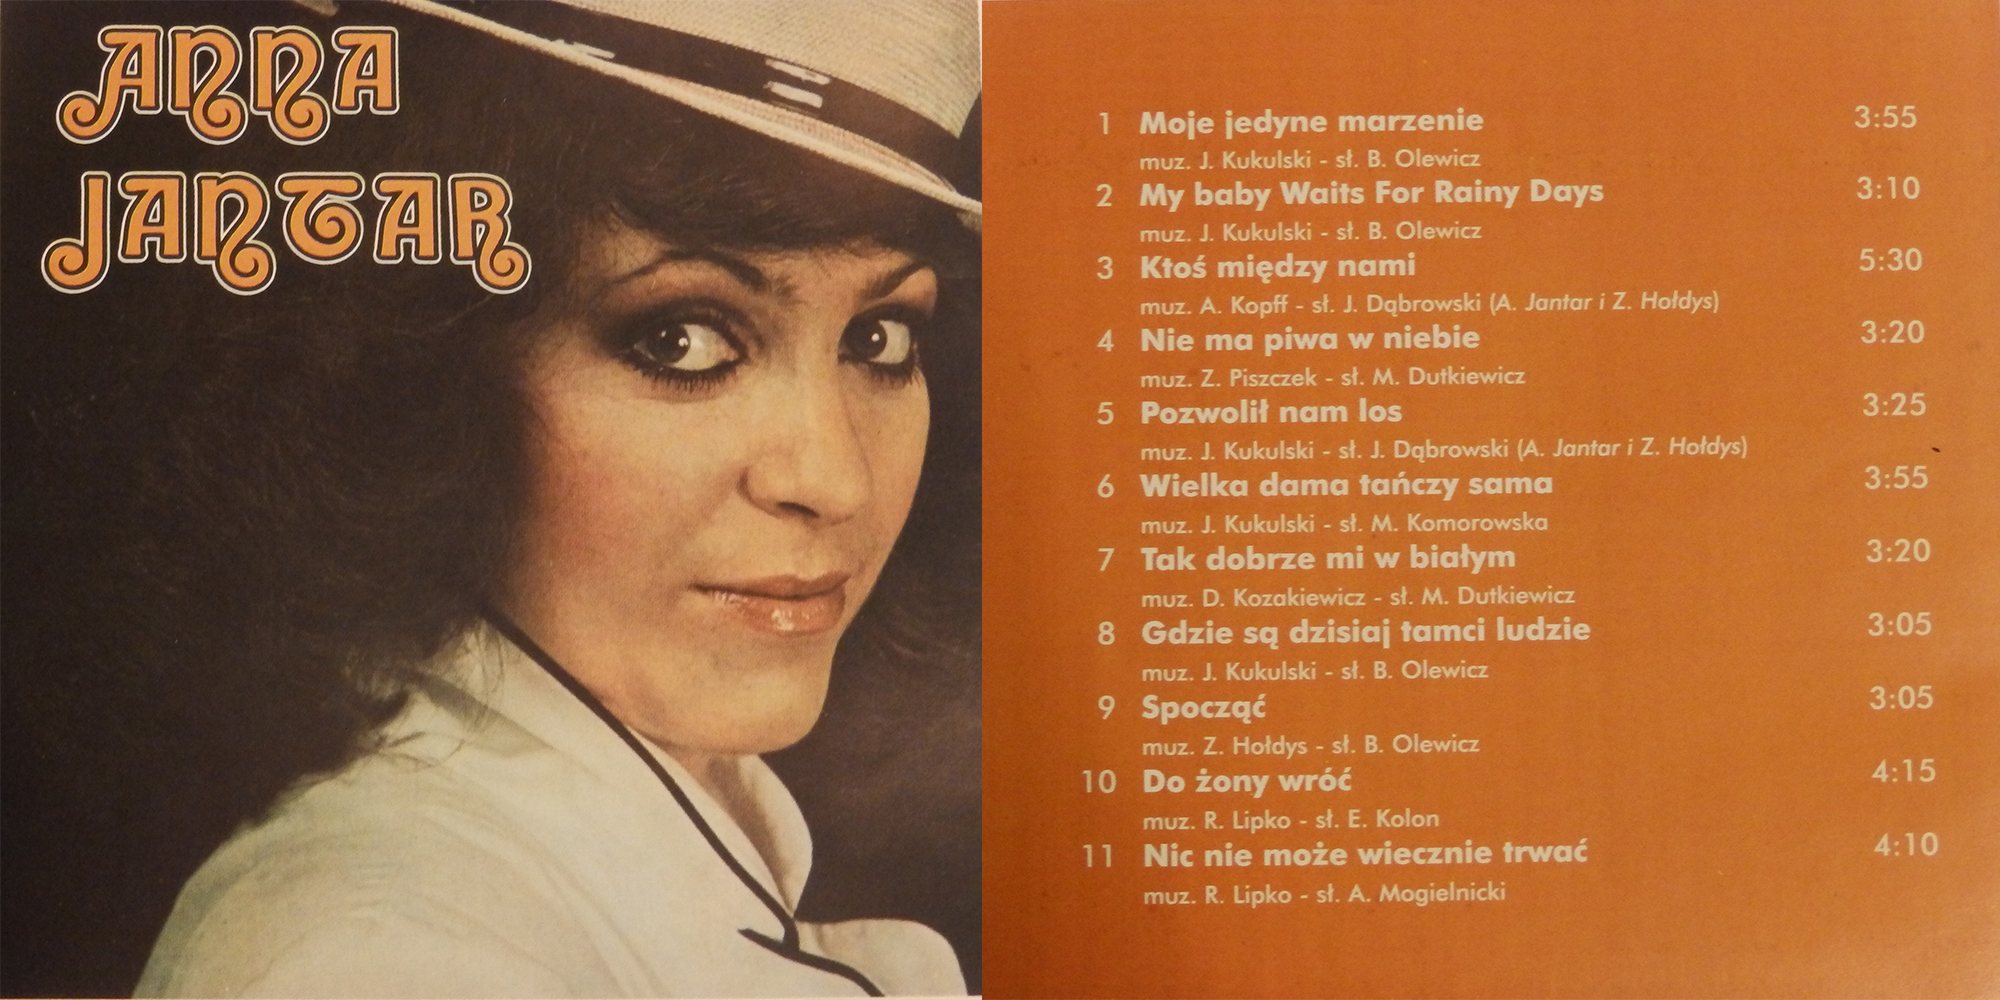 ANNA
JANTAR
1 Moje jedyne marzenie 3:55
muz. J. Kukulski - sł. B. Olewicz
2 My baby Waits For Rainy Days 3:10
muz. J. Kukulski - sł. B. Olewicz
3 Ktoś między nami 5:30
muz. A. Kopff - sł. J. Dąbrowski (A. Jantar i Z. Hołdys)
4 Nie ma piwa w niebie 3:20
muz. Z. Piszczek - sł. M. Dutkiewicz
5 Pozwolił nam los 3:25
muz. J. Kukulski - sł. J. Dąbrowski (A. Jantar i Z. Hołdys)
6 Wielka dama tańczy sama 3:55
muz. J. Kukulski - sł. M. Komorowska
7 Tak dobrze mi w białym 3:20
muz. D. Kozakiewicz - sł. M. Dutkiewicz
8 Gdzie są dzisiaj tamci ludzie 3:05
muz. J. Kukulski - sł. B. Olewicz
9 Spocząć 3:05
muz. Z. Hołdys - sł. B. Olewicz
10 Do żony wróć 4:15
muz. R. Lipko - sł. E. Kolon
11 Nic nie może wiecznie trwać 4:10
muz. R. Lipko - sł. A. Mogielnicki